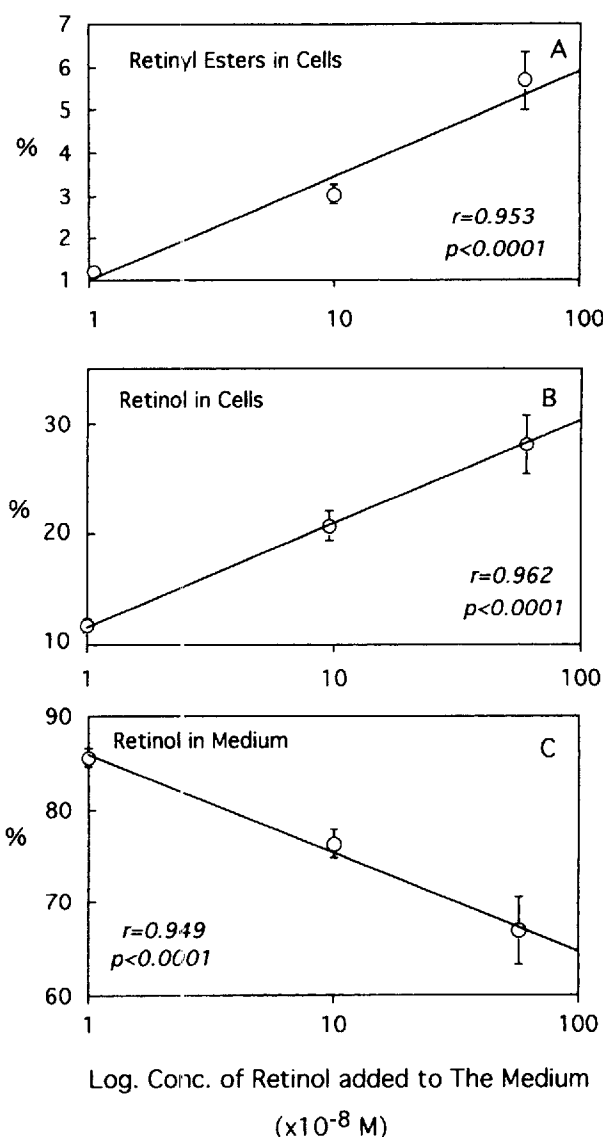 7
Retinyl Esters in Cells
A
6
5
%
4
3
r=0.953
2
p<0.0001
1
1
10
100
Retinol in Cells
B
30
%
20
r=0.962
p<0.0001
10
1
10
100
90
Retinol in Medium
C
80
%
70
r=0.949
p<0.0001
60
1
10
100
Log. Conc. of Retinol added to The Medium
(x10-8 M)